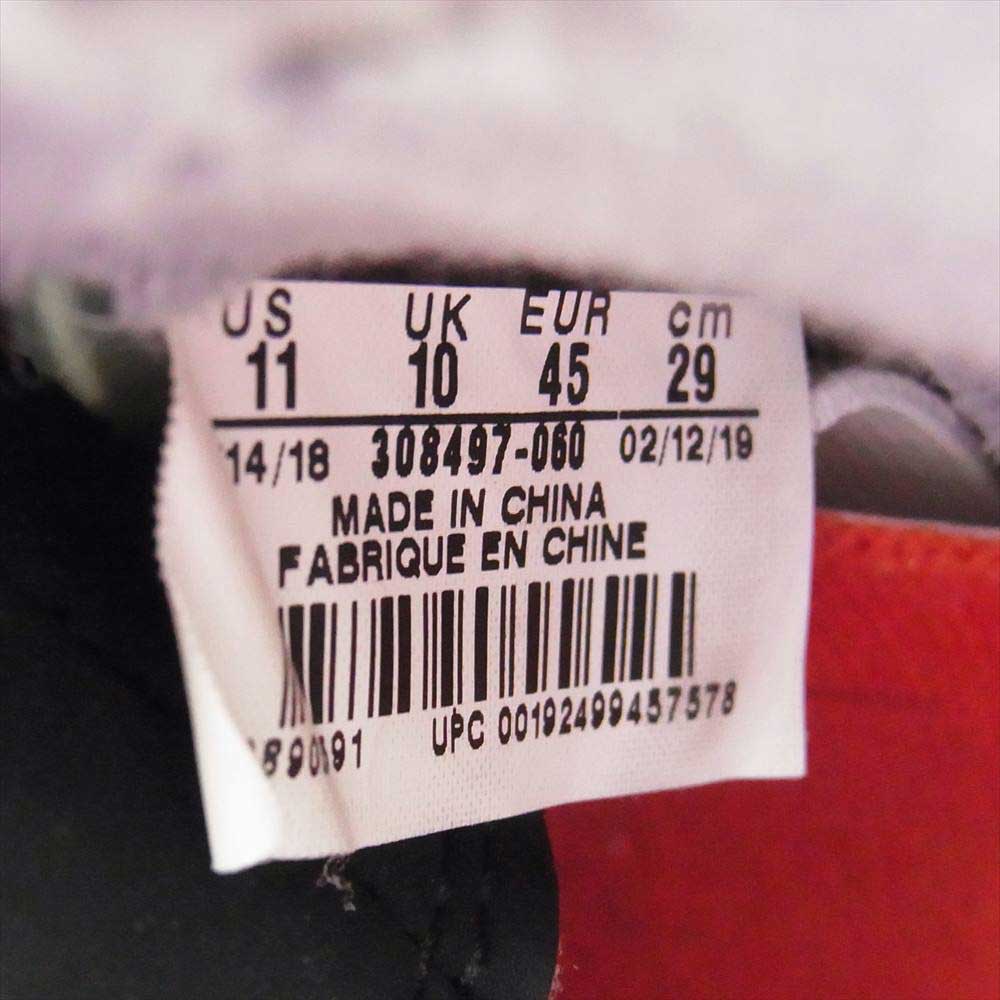 US UK EUR cm
11 10 45 29
14/18 308497-060 02/12/19
MADE IN CHINA
FABRIQUE EN CHINE
UPC 00192499457578